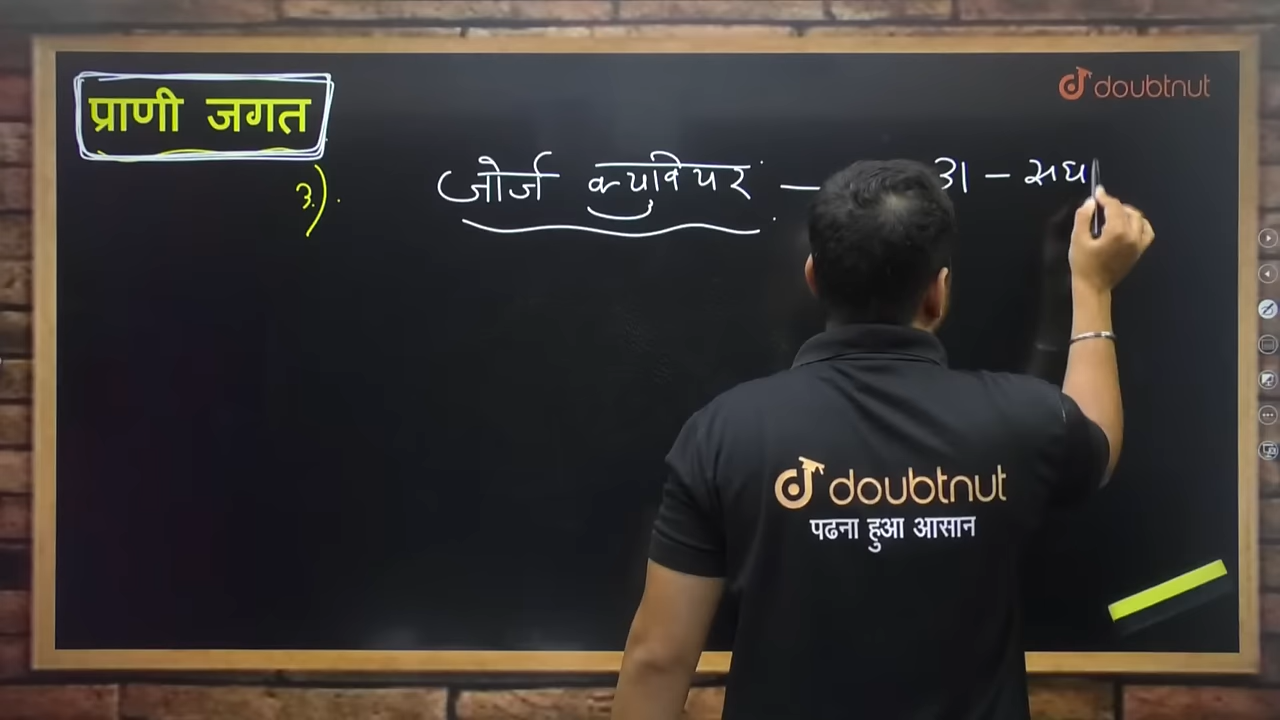 प्राणी जगत
doubtnut
3).
जोर्ज क्युवियर —
doubtnut
पढना हुआ आसान